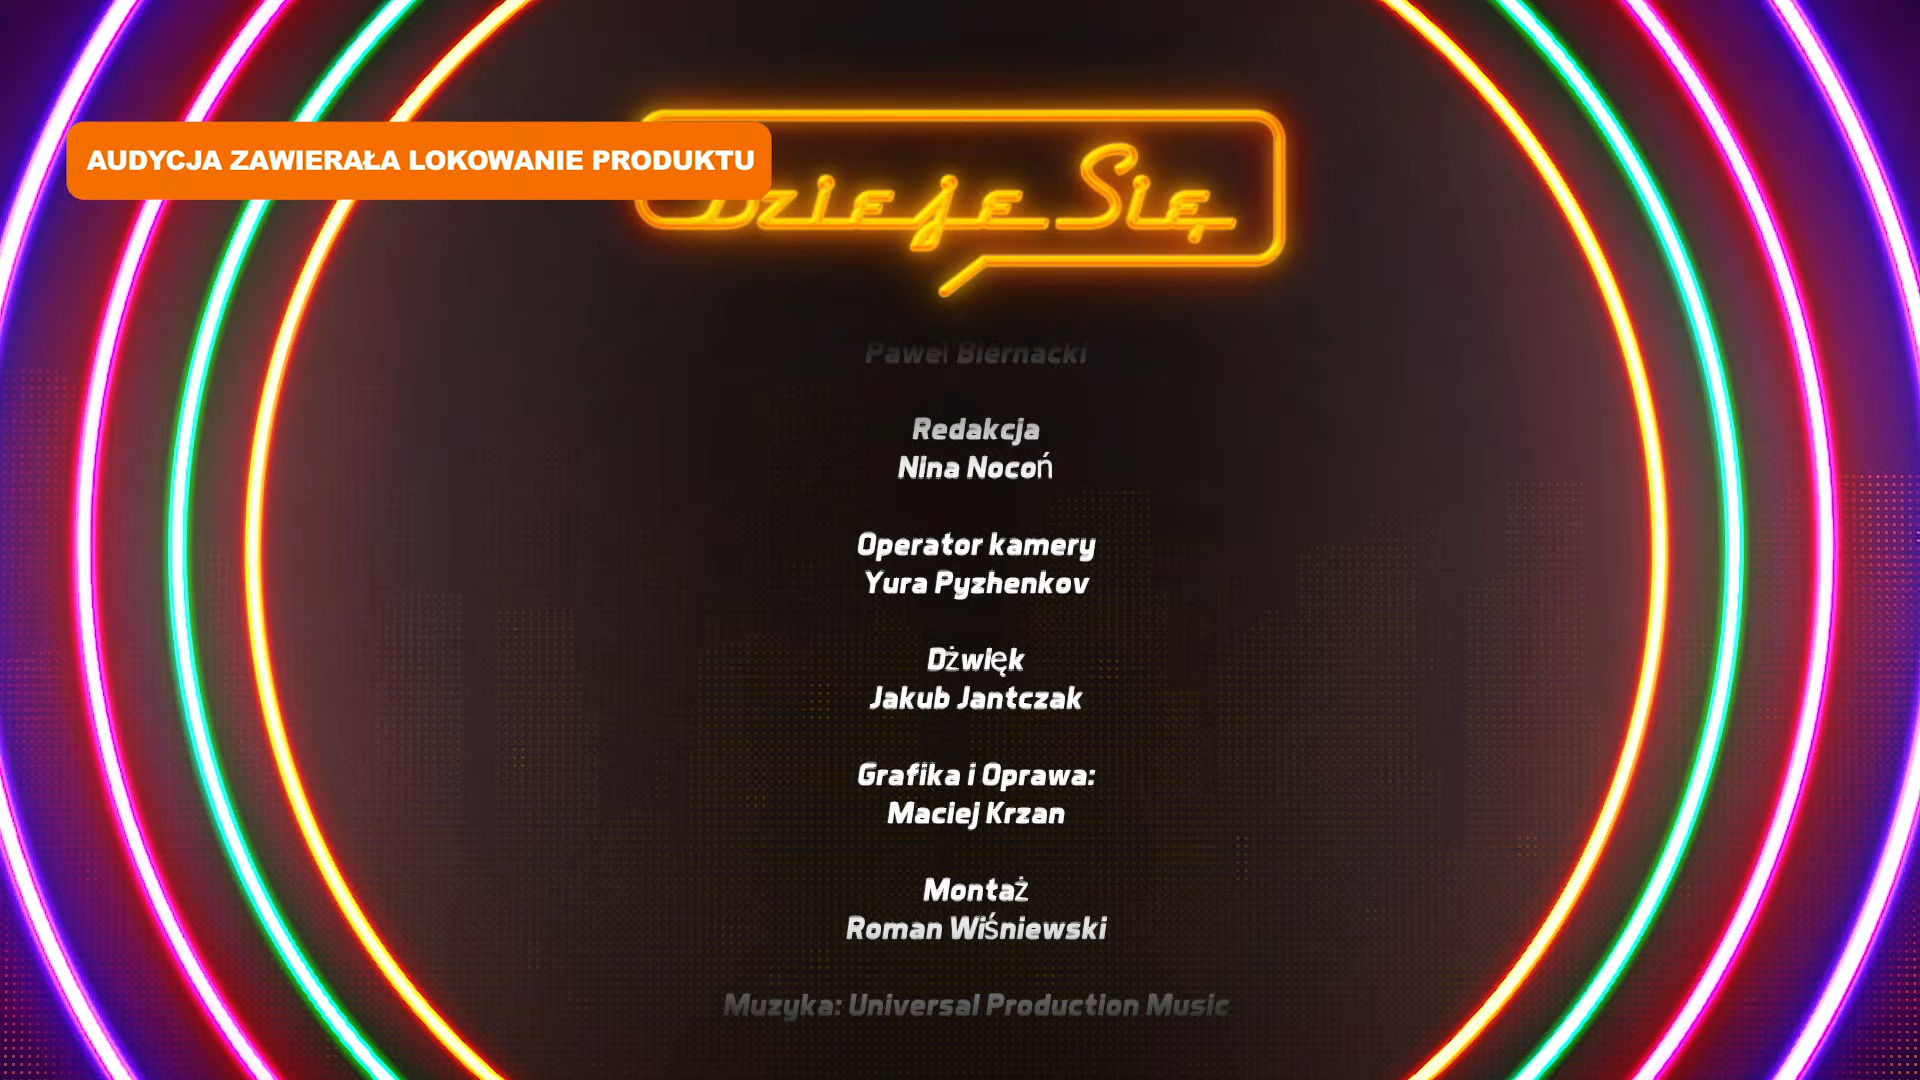 AUDYCJA ZAWIERAŁA LOKOWANIE PRODUKTU
Dzieje Się
Paweł Biernacki
Redakcja
Nina Nocoń
Operator kamery
Yura Pyzhenkov
Dżwięk
Jakub Jantczak
Grafika i Oprawa:
Maciej Krzan
Montaż
Roman Wiśniewski
Muzyka: Universal Production Music